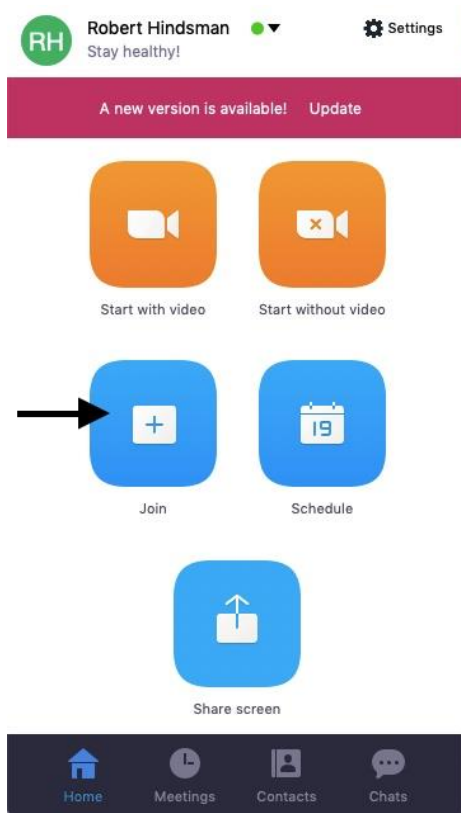 RH
Robert Hindsman
Settings
Stay healthy!
A new version is available! Update
Start with video
Start without video
19
Join
Schedule
Share screen
Home
Meetings
Contacts
Chats